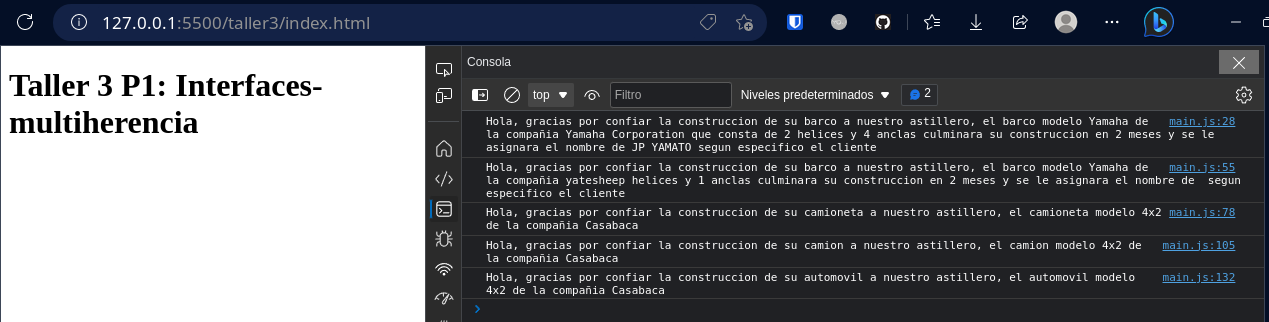 127.0.0.1:5500/taller3/index.html
Taller 3 P1: Interfaces-
multiherencia
Consola
top
Filtro
Niveles predeterminados
2
Hola, gracias por confiar la construccion de su barco a nuestro astillero, el barco modelo Yamaha de main.js:28
la compañia Yamaha Corporation que consta de 2 helices y 4 anclas culminara su construccion en 2 meses y se le
asignara el nombre de JP YAMATO segun especifico el cliente
Hola, gracias por confiar la construccion de su barco a nuestro astillero, el barco modelo Yamaha de main.js:55
la compañia yatesheep helices y 1 anclas culminara su construccion en 2 meses y se le asignara el nombre de  segun
especifico el cliente
Hola, gracias por confiar la construccion de su camioneta a nuestro astillero, el camioneta modelo 4x2 main.js:78
de la compañia Casabaca
Hola, gracias por confiar la construccion de su camion a nuestro astillero, el camion modelo 4x2 de main.js:105
la compañia Casabaca
Hola, gracias por confiar la construccion de su automovil a nuestro astillero, el automovil modelo main.js:132
4x2 de la compañia Casabaca